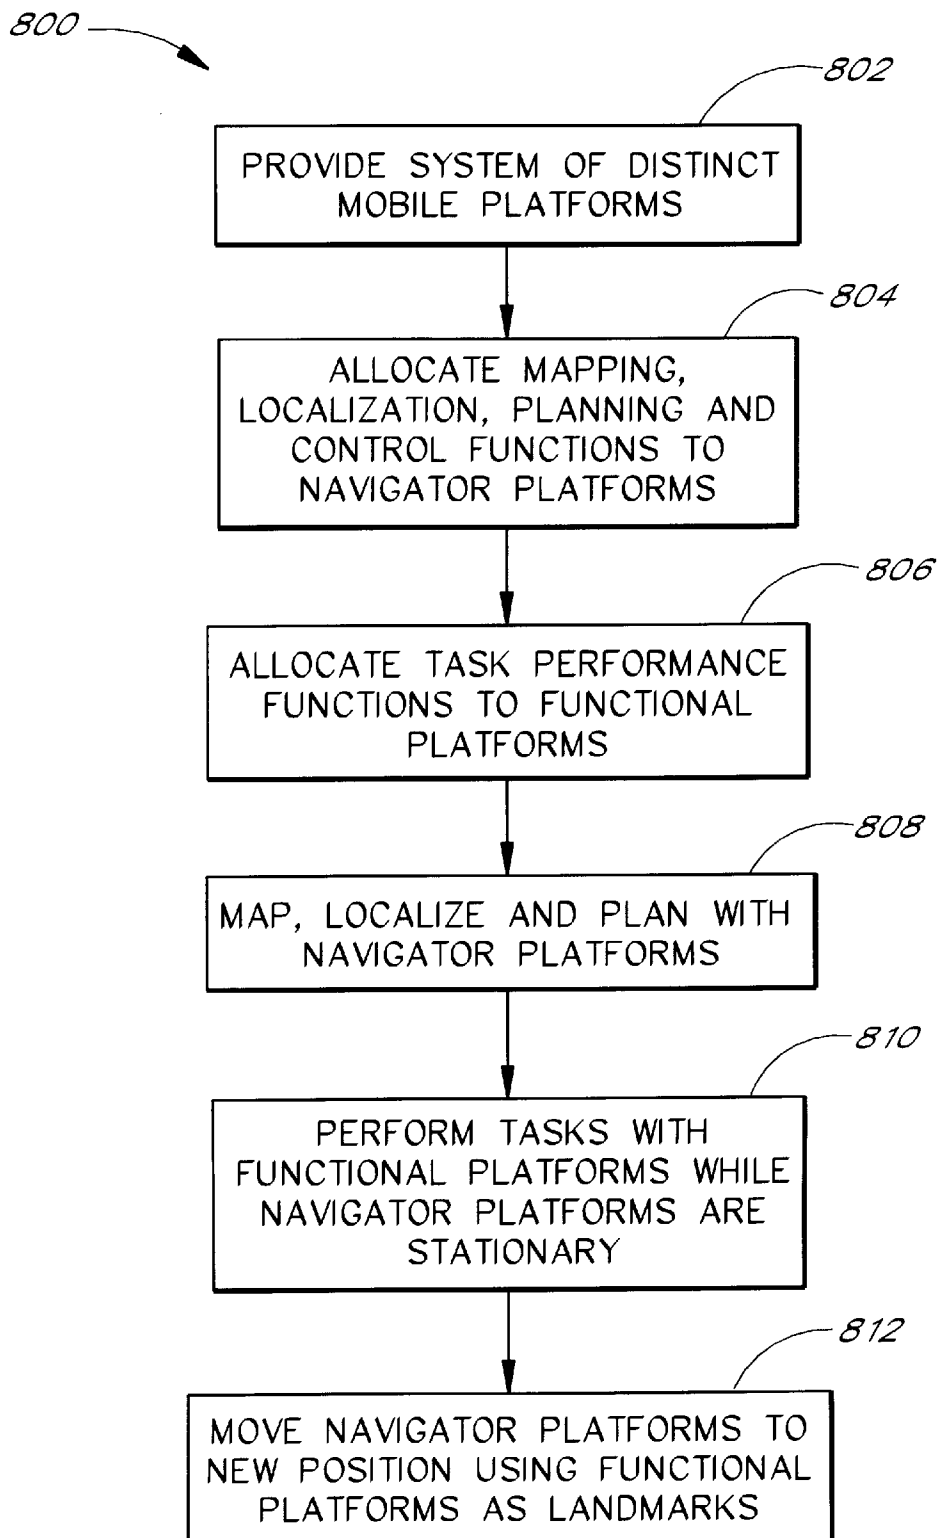 800
802
PROVIDE SYSTEM OF DISTINCT
MOBILE PLATFORMS
804
ALLOCATE MAPPING,
LOCALIZATION, PLANNING AND
CONTROL FUNCTIONS TO
NAVIGATOR PLATFORMS
806
ALLOCATE TASK PERFORMANCE
FUNCTIONS TO FUNCTIONAL
PLATFORMS
808
MAP, LOCALIZE AND PLAN WITH
NAVIGATOR PLATFORMS
810
PERFORM TASKS WITH
FUNCTIONAL PLATFORMS WHILE
NAVIGATOR PLATFORMS ARE
STATIONARY
812
MOVE NAVIGATOR PLATFORMS TO
NEW POSITION USING FUNCTIONAL
PLATFORMS AS LANDMARKS